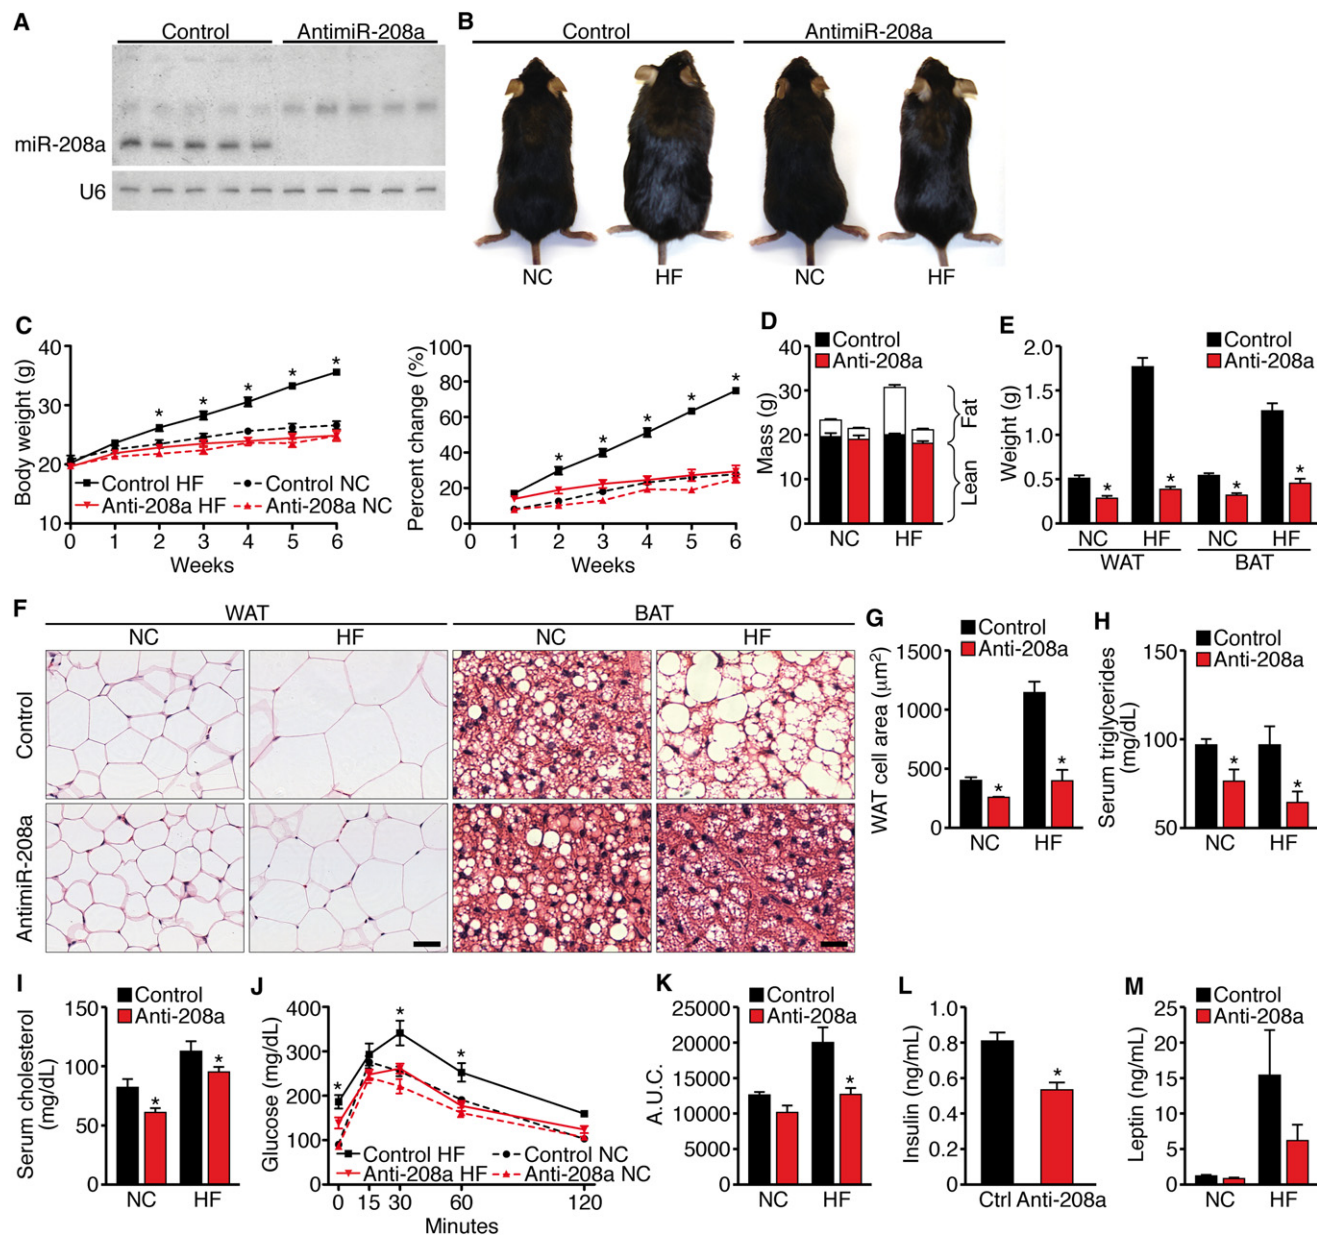 A
Control
AntimiR-208a
miR-208a
U6
B
Control
AntimiR-208a
NC
HF
NC
HF
C
Body weight (g)
40
30
20
10
0
1
2
3
4
5
6
Weeks
* * * * *
Control HF
Control NC
Anti-208a HF
Anti-208a NC
Percent change (%)
100
80
60
40
20
0
0
1
2
3
4
5
6
Weeks
* * * * *
D
Control
Anti-208a
Mass (g)
40
30
20
10
0
NC
HF
Fat
Lean
E
Control
Anti-208a
Weight (g)
2.0
1.5
1.0
0.5
0
* * * *
NC
HF
NC
HF
WAT
BAT
F
WAT
BAT
NC
HF
NC
HF
Control
AntimiR-208a
G
Control
Anti-208a
WAT cell area (µm²)
1500
1000
500
0
* *
NC
HF
H
Control
Anti-208a
Serum triglycerides
(mg/dL)
150
100
50
* *
NC
HF
I
Control
Anti-208a
Serum cholesterol
(mg/dL)
150
100
50
0
* *
NC
HF
J
Glucose (mg/dL)
400
300
200
100
0
* * *
Control HF
Control NC
Anti-208a HF
Anti-208a NC
0
15
30
60
120
Minutes
K
Control
Anti-208a
A.U.C.
25000
20000
15000
10000
5000
0
*
NC
HF
L
Insulin (ng/mL)
1.0
0.8
0.6
0.4
0.2
0
*
Ctrl Anti-208a
M
Control
Anti-208a
Leptin (ng/mL)
25
20
15
10
5
0
NC
HF